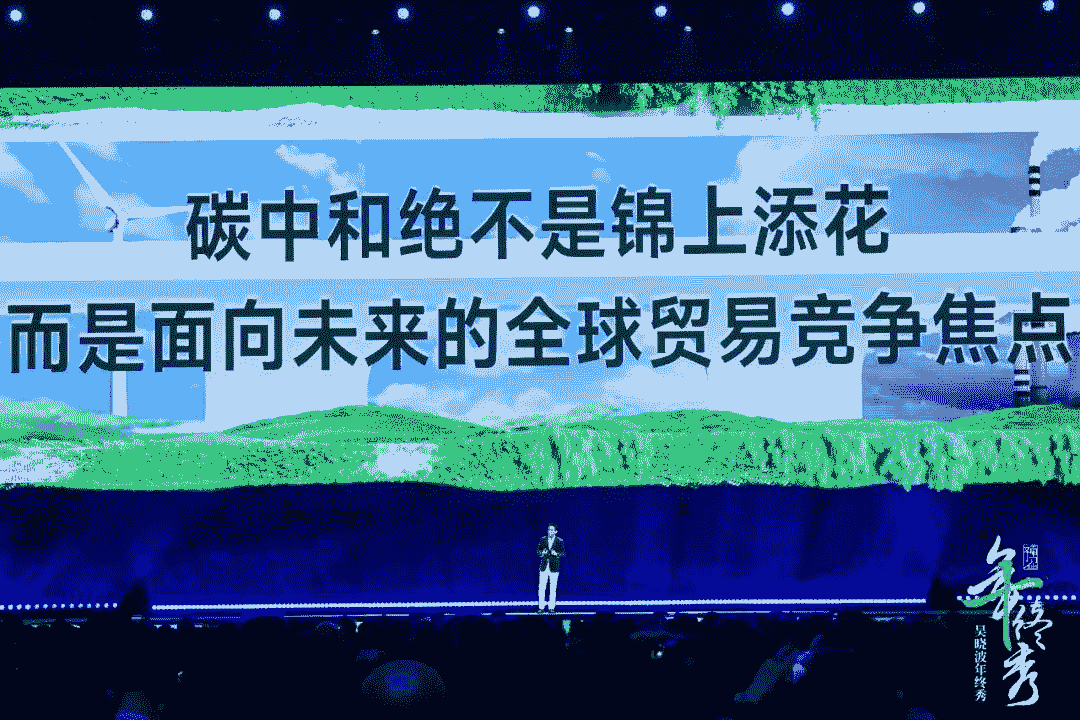 碳中和绝不是锦上添花
而是面向未来的全球贸易竞争焦点
年终秀
吴晓波年终秀